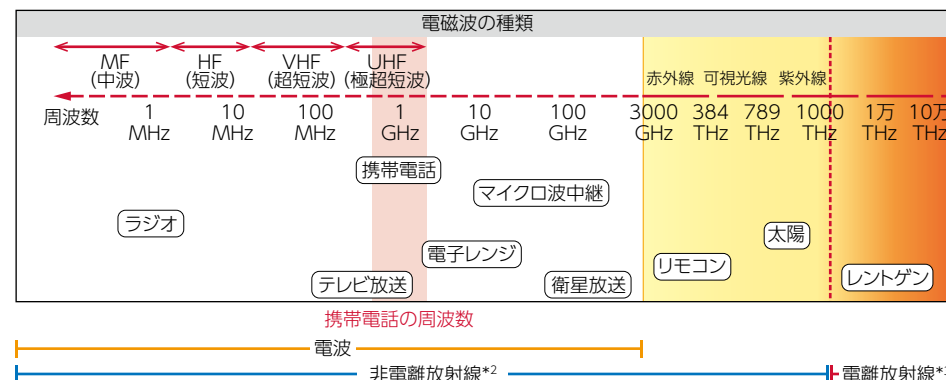 電磁波の種類
MF HF VHF UHF
(中波) (短波) (超短波) (極超短波)
赤外線 可視光線 紫外線
周波数 1 10 100 1 10 100 3000 384 789 1000 1万 10万
MHz MHz MHz GHz GHz GHz GHz THz THz THz THz THz
携帯電話
マイクロ波中継
ラジオ
太陽
電子レンジ
リモコン
テレビ放送 衛星放送 レントゲン
携帯電話の周波数
電波
非電離放射線*2 電離放射線*